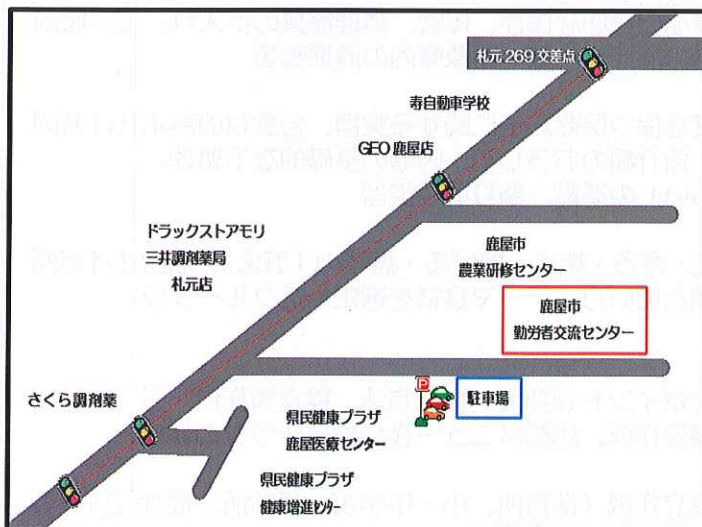 札元 269 交差点
寿自動車学校
GEO 鹿屋店
ドラックストアモリ
三井調剤薬局
札元店
鹿屋市
農業研修センター
鹿屋市
勤労者交流センター
P
駐車場
さくら調剤薬
県民健康プラザ
鹿屋医療センター
県民健康プラザ
健康増進センター